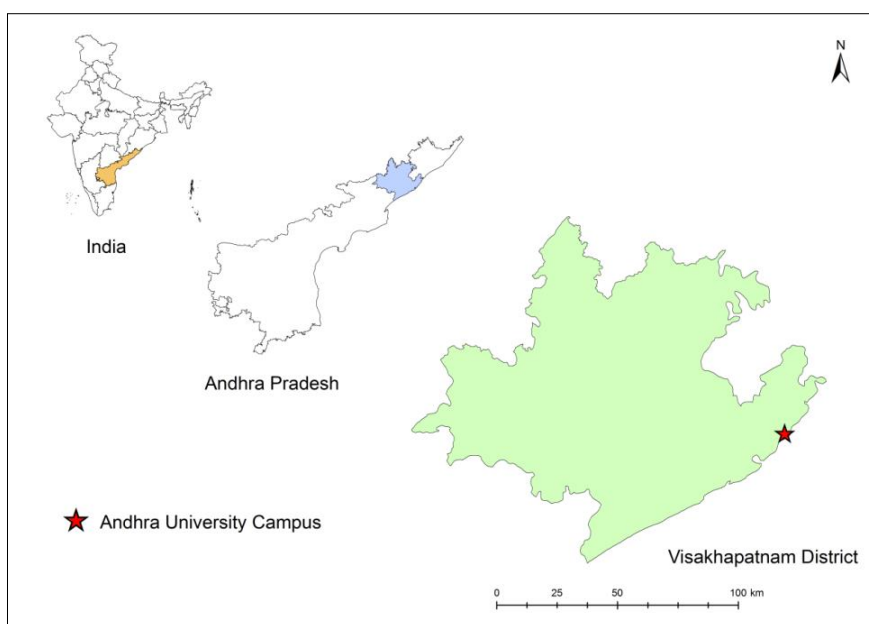 N
India
Andhra Pradesh
Andhra University Campus
Visakhapatnam District
0 25 50 100 km